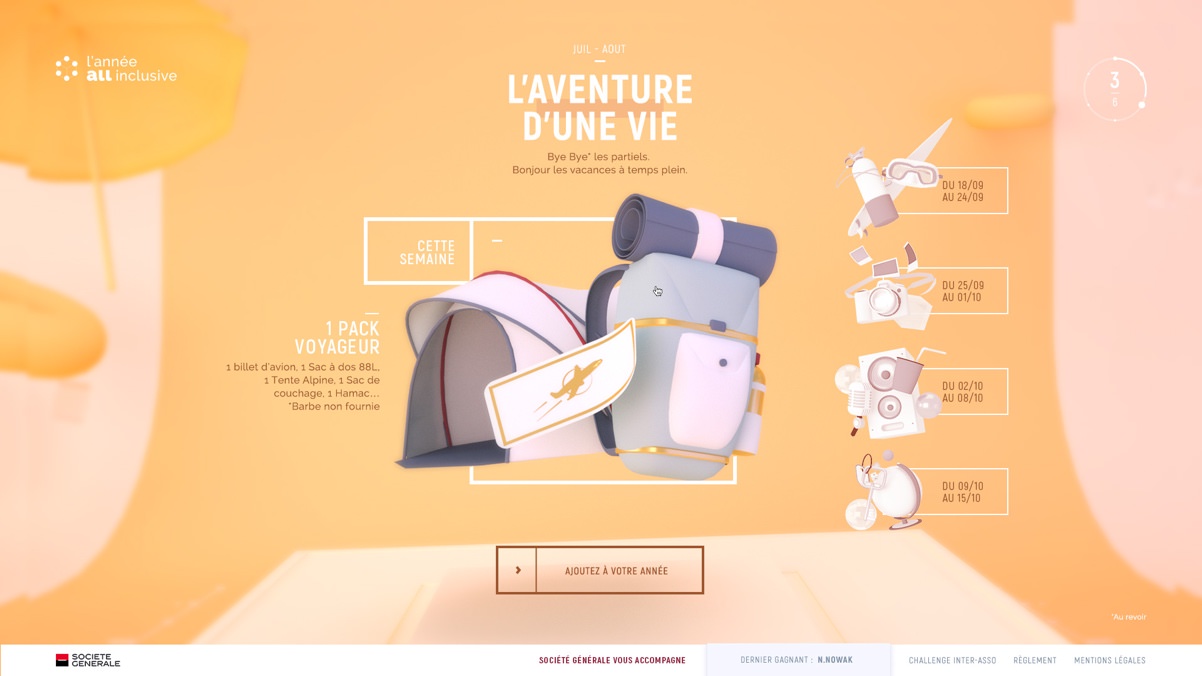 l'année
all inclusive
JUIL - AOUT
L'AVENTURE
D'UNE VIE
Bye Bye* les partiels.
Bonjour les vacances à temps plein.
3
6
CETTE
SEMAINE
1 PACK
VOYAGEUR
1 billet d'avion, 1 Sac à dos 88L,
1 Tente Alpine, 1 Sac de
couchage, 1 Hamac...
*Barbe non fournie
DU 18/09
AU 24/09
DU 25/09
AU 01/10
DU 02/10
AU 08/10
DU 09/10
AU 15/10
AJOUTEZ À VOTRE ANNÉE
*Au revoir
SOCIETE
GENERALE
SOCIÉTÉ GÉNÉRALE VOUS ACCOMPAGNE
DERNIER GAGNANT : N.NOWAK
CHALLENGE INTER-ASSO
RÈGLEMENT
MENTIONS LÉGALES